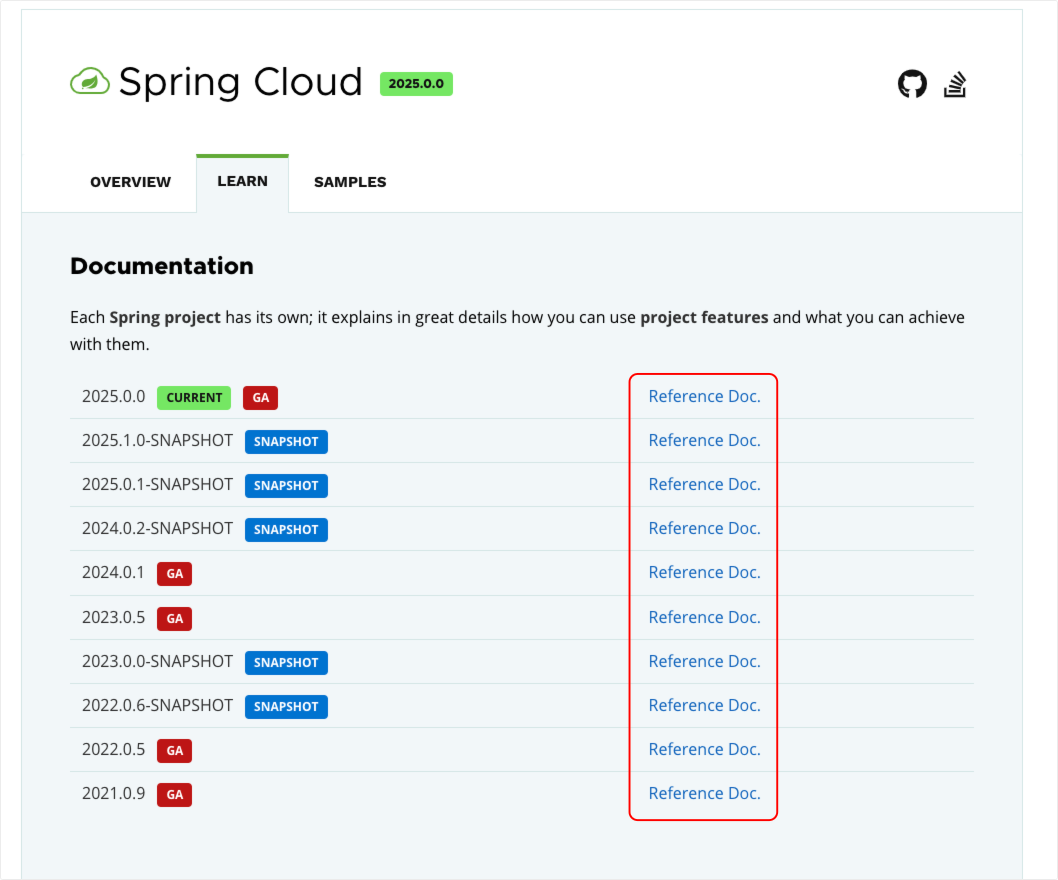 Spring Cloud 2025.0.0
OVERVIEW LEARN SAMPLES
Documentation
Each Spring project has its own; it explains in great details how you can use project features and what you can achieve
with them.
2025.0.0 CURRENT GA Reference Doc.
2025.1.0-SNAPSHOT SNAPSHOT Reference Doc.
2025.0.1-SNAPSHOT SNAPSHOT Reference Doc.
2024.0.2-SNAPSHOT SNAPSHOT Reference Doc.
2024.0.1 GA Reference Doc.
2023.0.5 GA Reference Doc.
2023.0.0-SNAPSHOT SNAPSHOT Reference Doc.
2022.0.6-SNAPSHOT SNAPSHOT Reference Doc.
2022.0.5 GA Reference Doc.
2021.0.9 GA Reference Doc.